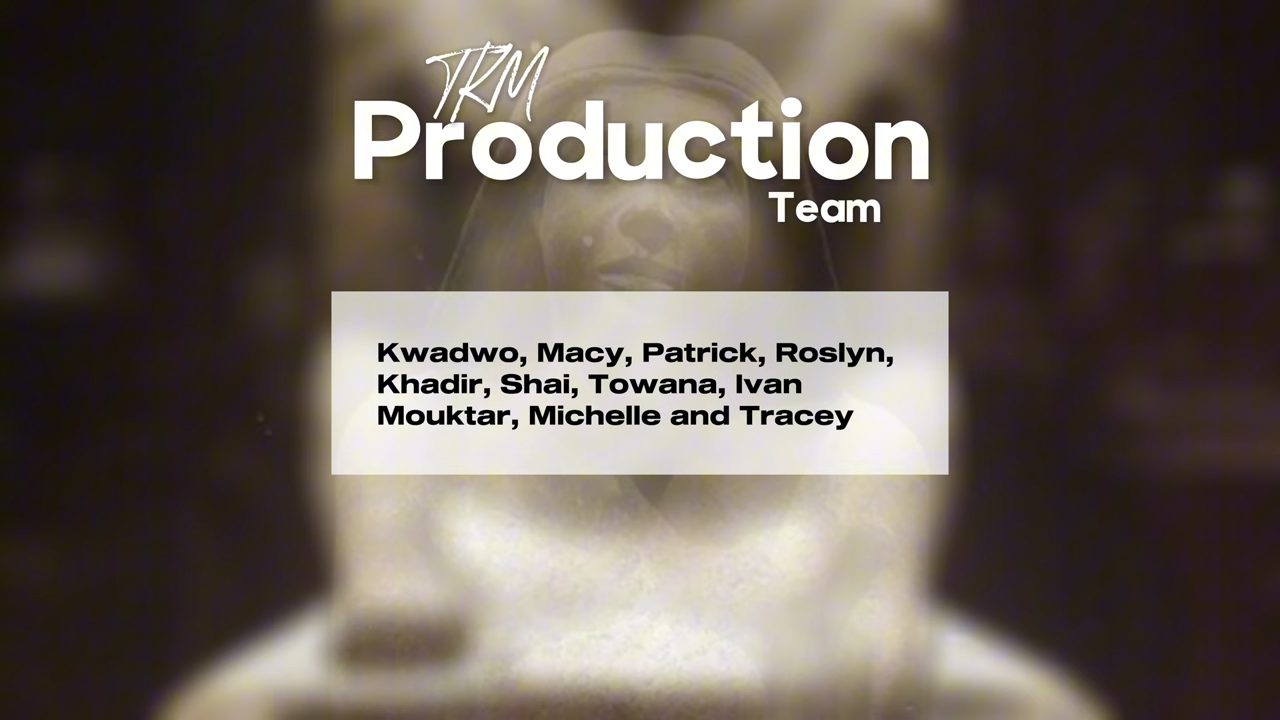 TRM
Production
Team
Kwadwo, Macy, Patrick, Roslyn,
Khadir, Shai, Towana, Ivan
Mouktar, Michelle and Tracey